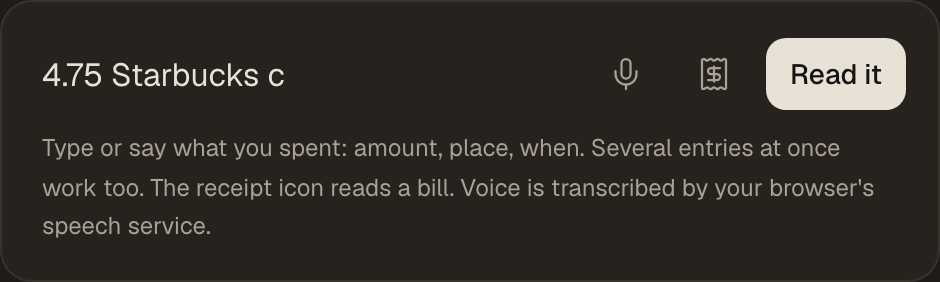 4.75 Starbucks c
Read it
Type or say what you spent: amount, place, when. Several entries at once
work too. The receipt icon reads a bill. Voice is transcribed by your browser's
speech service.